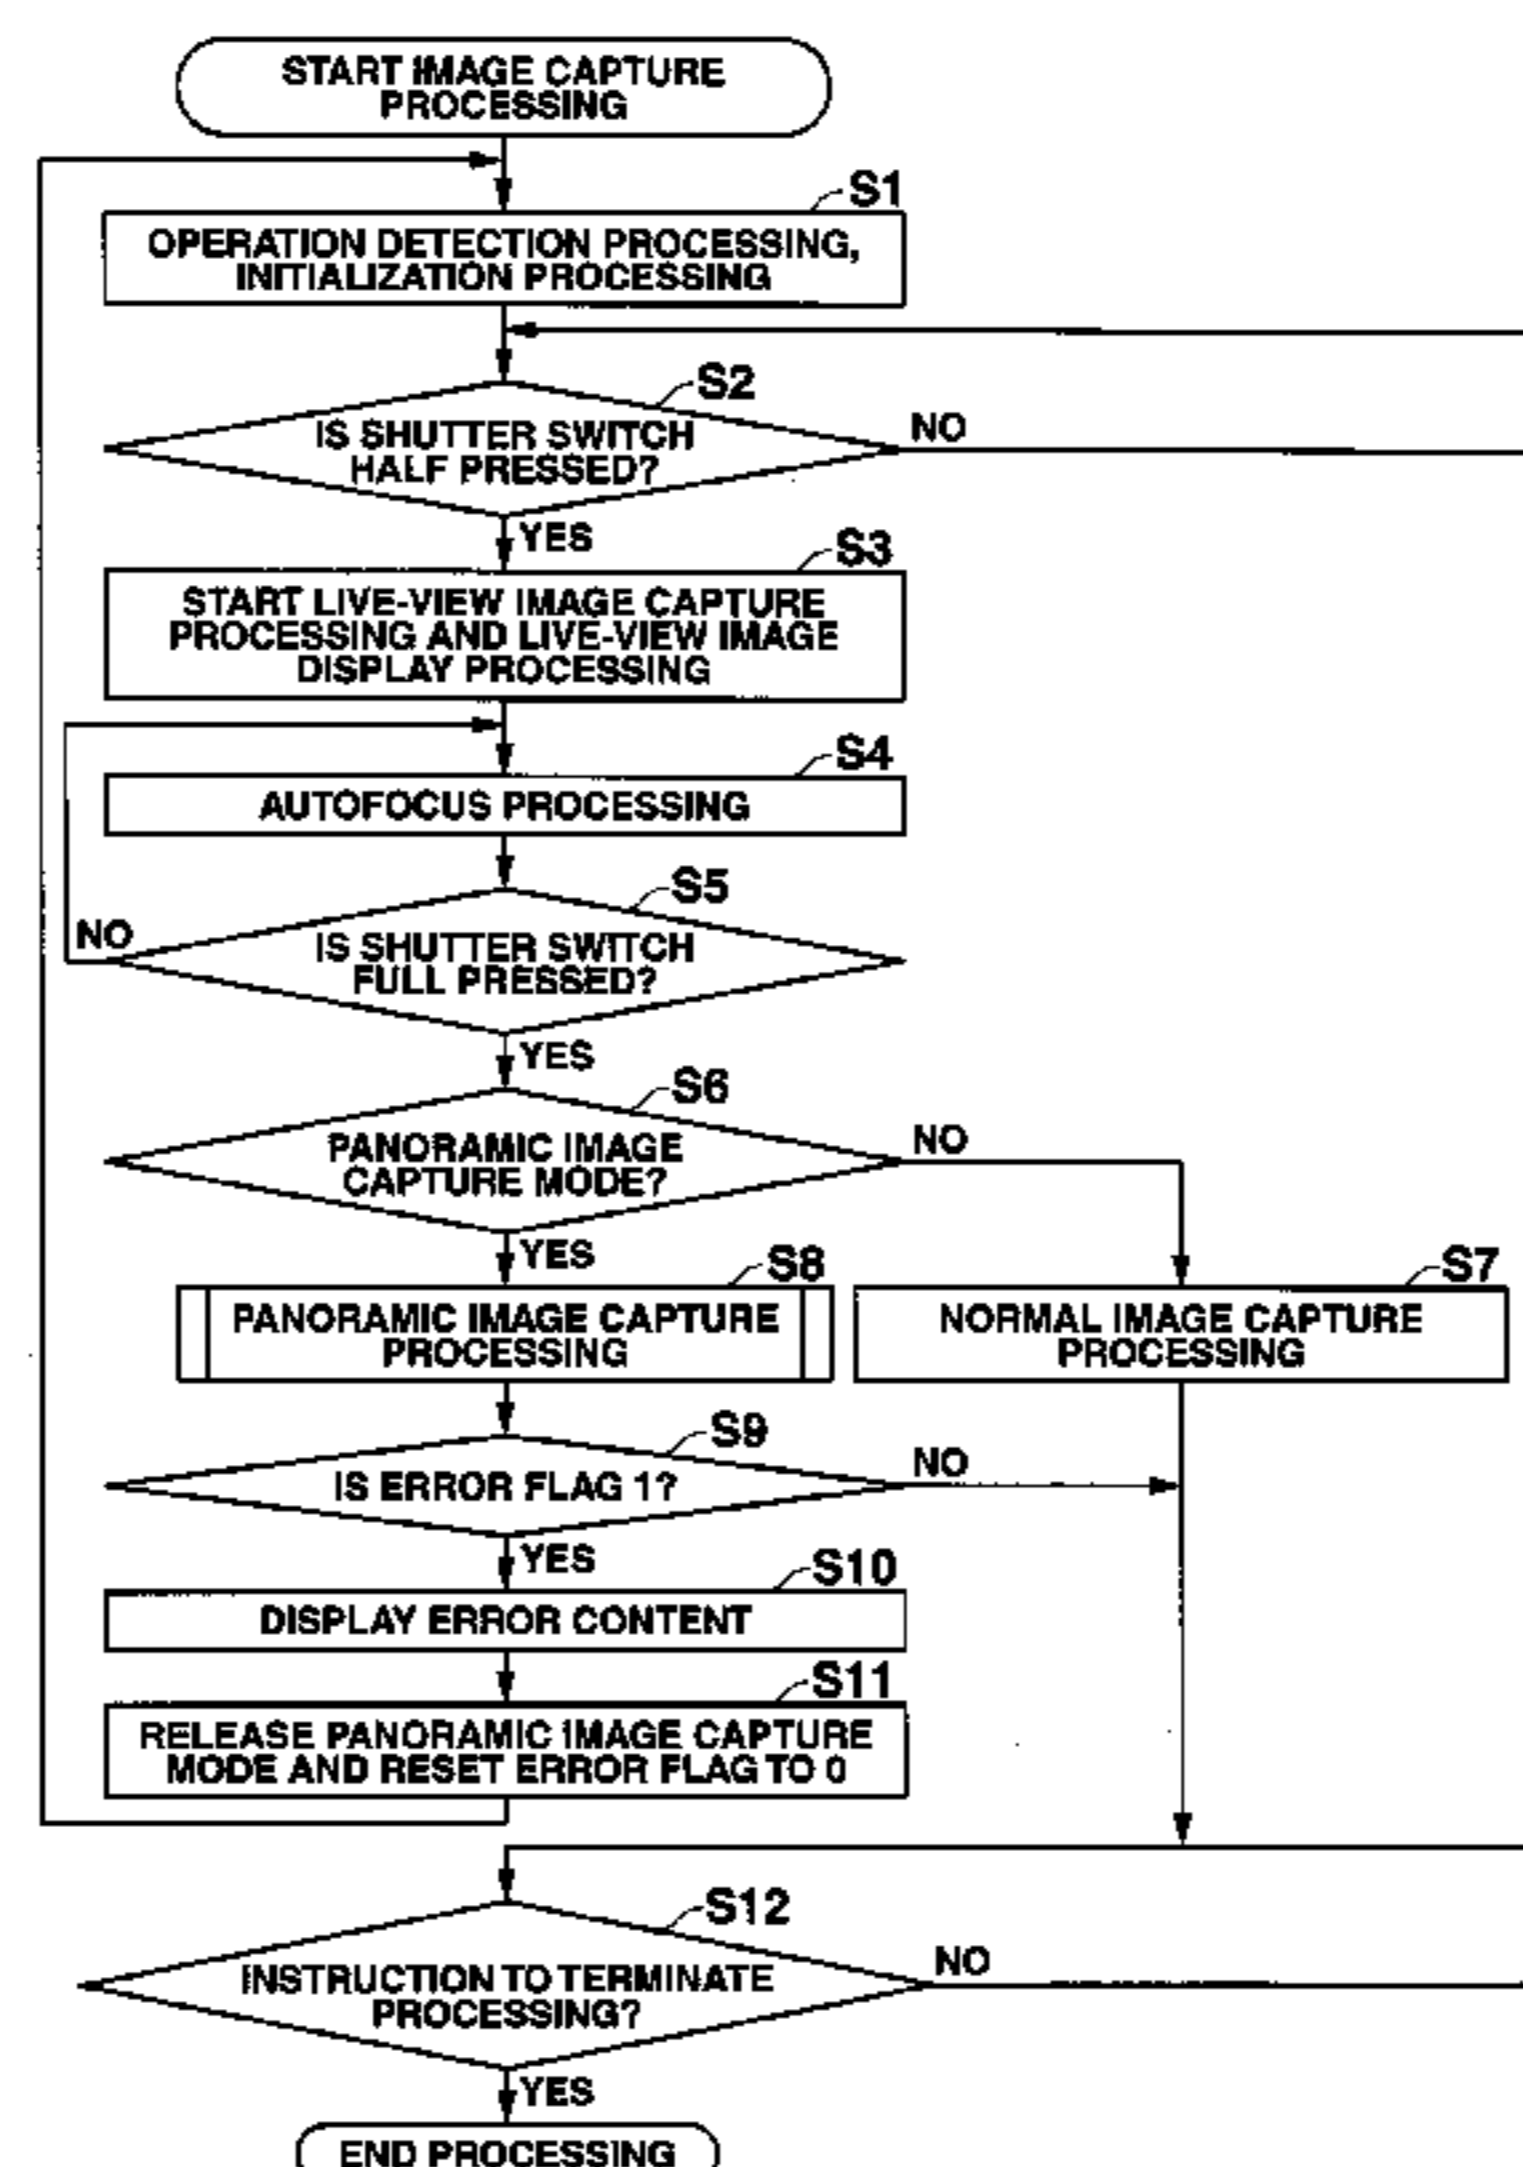 START IMAGE CAPTURE
PROCESSING
S1
OPERATION DETECTION PROCESSING,
INITIALIZATION PROCESSING
S2
IS SHUTTER SWITCH
HALF PRESSED?
NO
YES
S3
START LIVE-VIEW IMAGE CAPTURE
PROCESSING AND LIVE-VIEW IMAGE
DISPLAY PROCESSING
S4
AUTOFOCUS PROCESSING
S5
NO
IS SHUTTER SWITCH
FULL PRESSED?
YES
S6
PANORAMIC IMAGE
CAPTURE MODE?
NO
YES
S8
PANORAMIC IMAGE CAPTURE
PROCESSING
S7
NORMAL IMAGE CAPTURE
PROCESSING
S9
IS ERROR FLAG 1?
NO
YES
S10
DISPLAY ERROR CONTENT
S11
RELEASE PANORAMIC IMAGE CAPTURE
MODE AND RESET ERROR FLAG TO 0
S12
INSTRUCTION TO TERMINATE
PROCESSING?
NO
YES
END PROCESSING